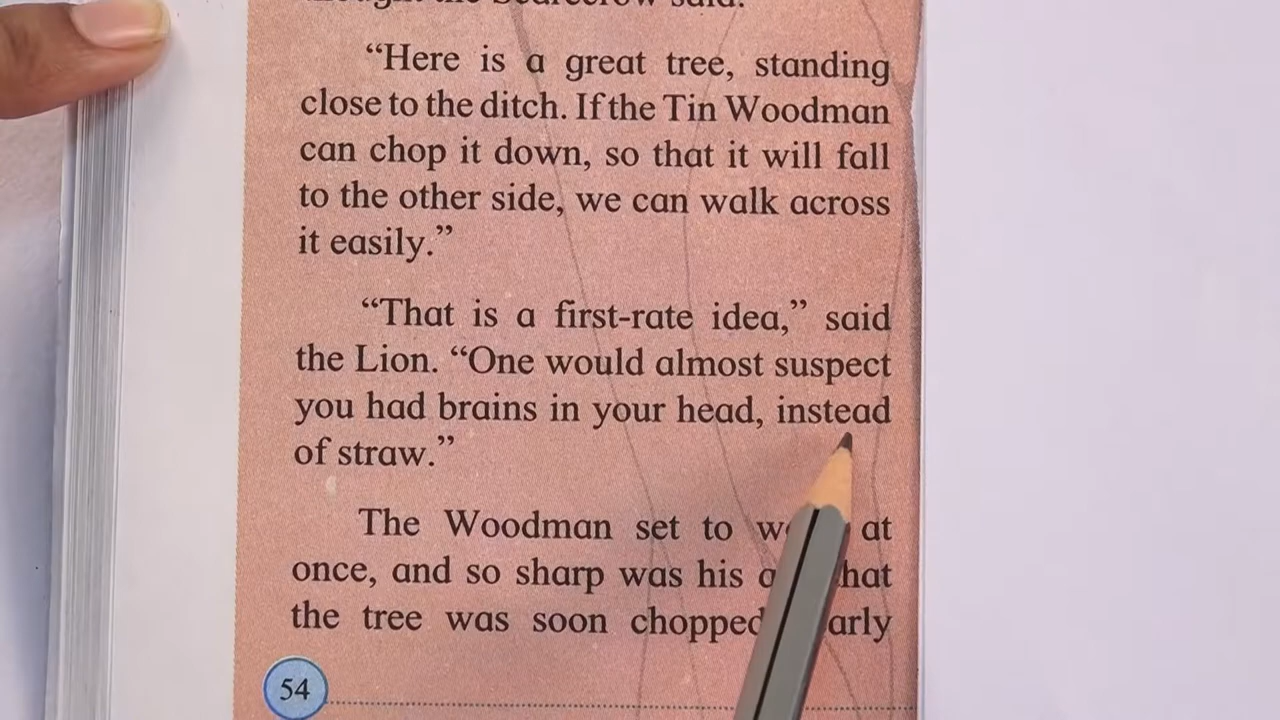 the Scarecrow said:
“Here is a great tree, standing
close to the ditch. If the Tin Woodman
can chop it down, so that it will fall
to the other side, we can walk across
it easily.”
“That is a first-rate idea,” said
the Lion. “One would almost suspect
you had brains in your head, instead
of straw.”
The Woodman set to at
once, and so sharp was his
the tree was soon chopped
54